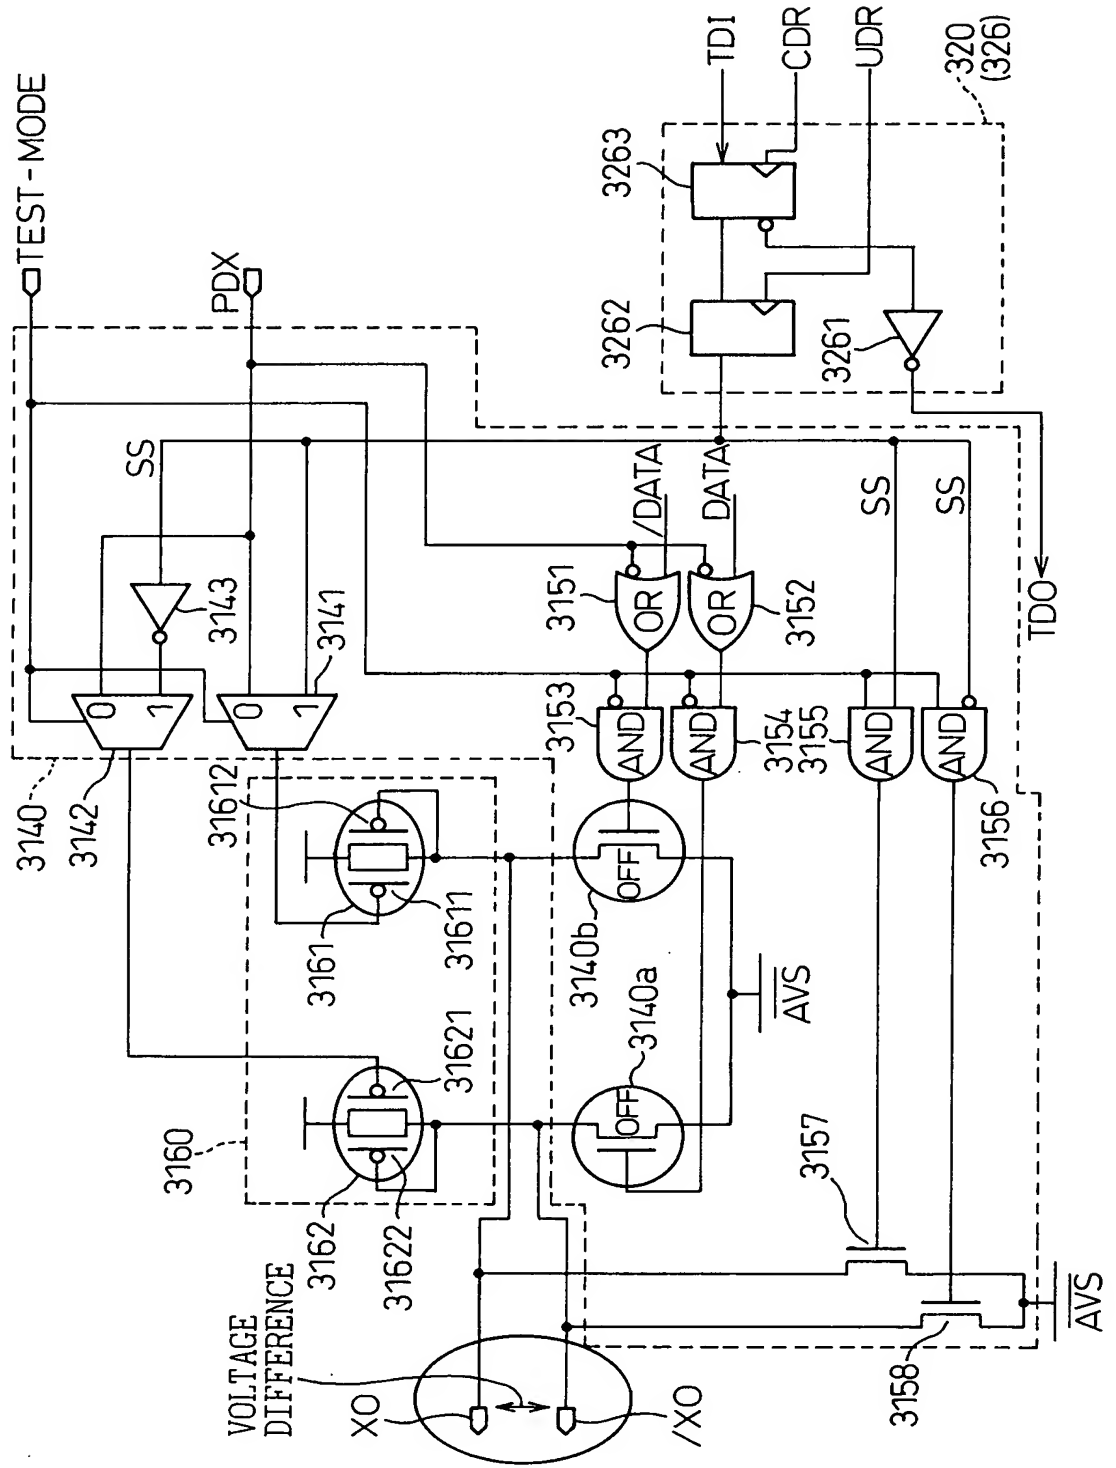 TEST-MODE
PDX
SS
3143
0
1
3142
3140
0
1
3141
31612
3161
31611
3160
3162
31621
31622
VOLTAGE
DIFFERENCE
XO
/XO
3140b
OFF
3140a
OFF
AVS
3153
AND
3151
OR
/DATA
DATA
3152
OR
3154
AND
3155
AND
SS
3156
AND
SS
3157
3158
AVS
TDI
CDR
UDR
320
(326)
3263
3262
3261
TDO